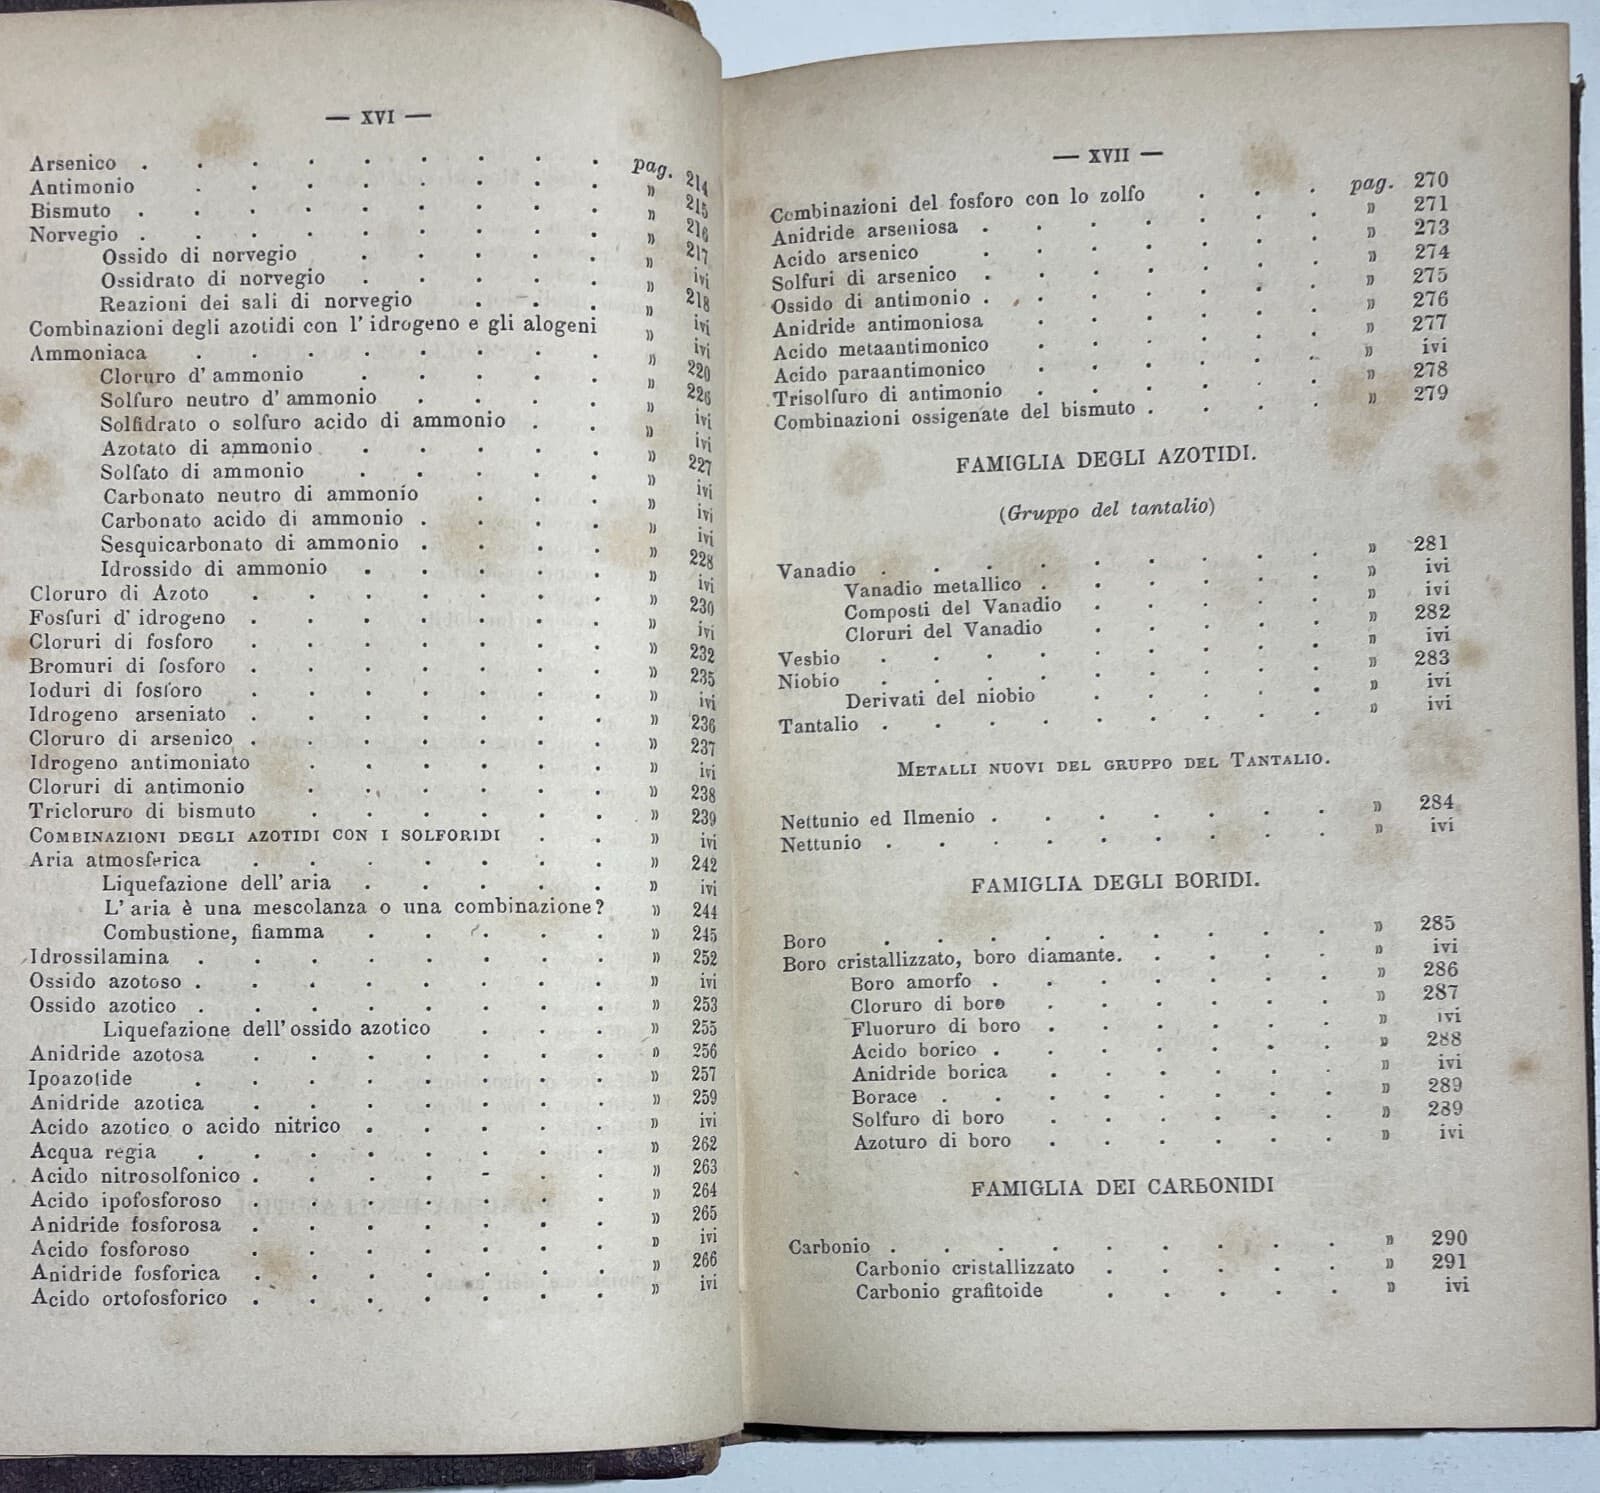 — XVI —
Arsenico . . . . . . . . . pag. 214
Antimonio . . . . . . . . » 215
Bismuto . . . . . . . . . » 216
Norvegio . . . . . . . . . » 217
Ossido di norvegio . . . . . » ivi
Ossidrato di norvegio . . . . . » 218
Reazioni dei sali di norvegio . . . » ivi
Combinazioni degli azotidi con l'idrogeno e gli alogeni » ivi
Ammoniaca . . . . . . . . » 220
Cloruro d'ammonio . . . . . » 226
Solfuro neutro d'ammonio . . . . » ivi
Solfidrato o solfuro acido di ammonio . . » ivi
Azotato di ammonio . . . . . » 227
Solfato di ammonio . . . . . » ivi
Carbonato neutro di ammonio . . . » ivi
Carbonato acido di ammonio . . . . » ivi
Sesquicarbonato di ammonio . . . . » 228
Idrossido di ammonio . . . . . » ivi
Cloruro di Azoto . . . . . . . » 230
Fosfuri d'idrogeno . . . . . . . » ivi
Cloruri di fosforo . . . . . . . » 232
Bromuri di fosforo . . . . . . . » 235
Ioduri di fosforo . . . . . . . » ivi
Idrogeno arseniato . . . . . . . » 236
Cloruro di arsenico . . . . . . . » 237
Idrogeno antimoniato . . . . . . » ivi
Cloruri di antimonio . . . . . . » 238
Tricloruro di bismuto . . . . . . » 239
COMBINAZIONI DEGLI AZOTIDI CON I SOLFORIDI . . » ivi
Aria atmosferica . . . . . . . » 242
Liquefazione dell'aria . . . . . » ivi
L'aria è una mescolanza o una combinazione? » 244
Combustione, fiamma . . . . . » 245
Idrossilamina . . . . . . . . » 252
Ossido azotoso . . . . . . . . » ivi
Ossido azotico . . . . . . . . » 253
Liquefazione dell'ossido azotico . . . » 255
Anidride azotosa . . . . . . . » 256
Ipoazotide . . . . . . . . » 257
Anidride azotica . . . . . . . » 259
Acido azotico o acido nitrico . . . . . » ivi
Acqua regia . . . . . . . . » 262
Acido nitrosolfonico . . . . . . . » 263
Acido ipofosforoso . . . . . . . » 264
Anidride fosforosa . . . . . . . » 265
Acido fosforoso . . . . . . . » ivi
Anidride fosforica . . . . . . . » 266
Acido ortofosforico . . . . . . . » ivi
— XVII —
Combinazioni del fosforo con lo zolfo . . . pag. 270
Anidride arseniosa . . . . . . . » 271
Acido arsenico . . . . . . . » 273
Solfuri di arsenico . . . . . . . » 274
Ossido di antimonio . . . . . . . » 275
Anidride antimoniosa . . . . . . » 276
Acido metaantimonico . . . . . . » 277
Acido paraantimonico . . . . . . » ivi
Trisolfuro di antimonio . . . . . . » 278
Combinazioni ossigenate del bismuto . . . . » 279
FAMIGLIA DEGLI AZOTIDI.
(Gruppo del tantalio)
Vanadio . . . . . . . . . » 281
Vanadio metallico . . . . . . » ivi
Composti del Vanadio . . . . . » ivi
Cloruri del Vanadio . . . . . » 282
Vesbio . . . . . . . . . » ivi
Niobio . . . . . . . . . » 283
Derivati del niobio . . . . . » ivi
Tantalio . . . . . . . . . » ivi
METALLI NUOVI DEL GRUPPO DEL TANTALIO.
Nettunio ed Ilmenio . . . . . . . » 284
Nettunio . . . . . . . . . » ivi
FAMIGLIA DEGLI BORIDI.
Boro . . . . . . . . . » 285
Boro cristallizzato, boro diamante. . . . . » ivi
Boro amorfo . . . . . . . » 286
Cloruro di boro . . . . . . » 287
Fluoruro di boro . . . . . . » ivi
Acido borico . . . . . . . » 288
Anidride borica . . . . . . » ivi
Borace . . . . . . . . » 289
Solfuro di boro . . . . . . » 289
Azoturo di boro . . . . . . » ivi
FAMIGLIA DEI CARBONIDI
Carbonio . . . . . . . . . » 290
Carbonio cristallizzato . . . . . » 291
Carbonio grafitoide . . . . . » ivi